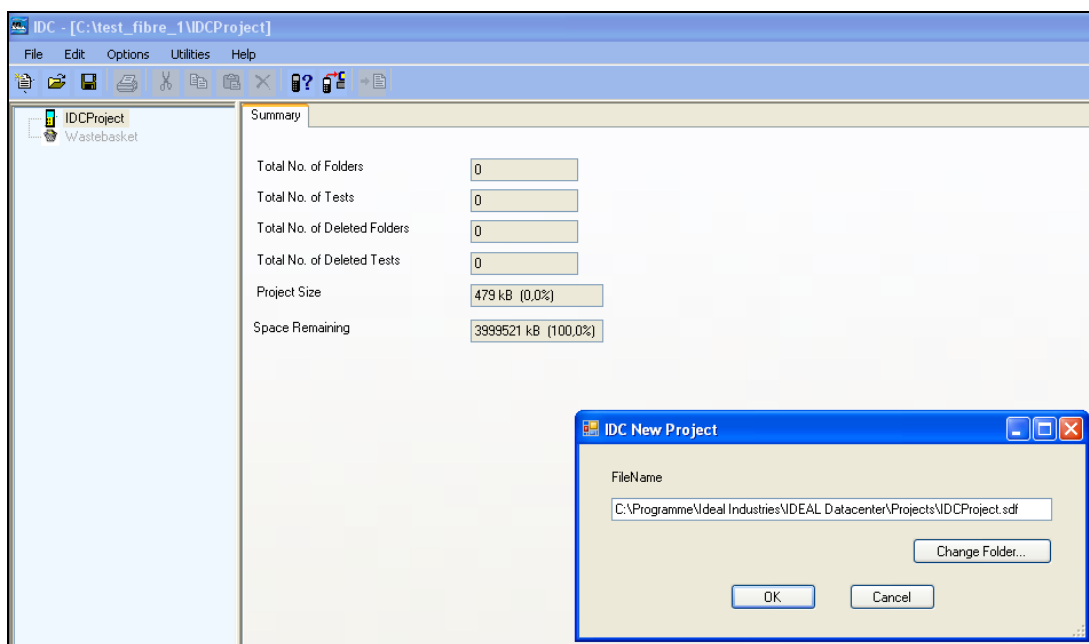 IDC - [C:\test_fibre_1\IDCProject]
File Edit Options Utilities Help
IDCProject
Wastebasket
Summary
Total No. of Folders 0
Total No. of Tests 0
Total No. of Deleted Folders 0
Total No. of Deleted Tests 0
Project Size 479 kB (0,0%)
Space Remaining 3999521 kB (100,0%)
IDC New Project
FileName
C:\Programme\Ideal Industries\IDEAL Datacenter\Projects\IDCProject.sdf
Change Folder...
OK Cancel